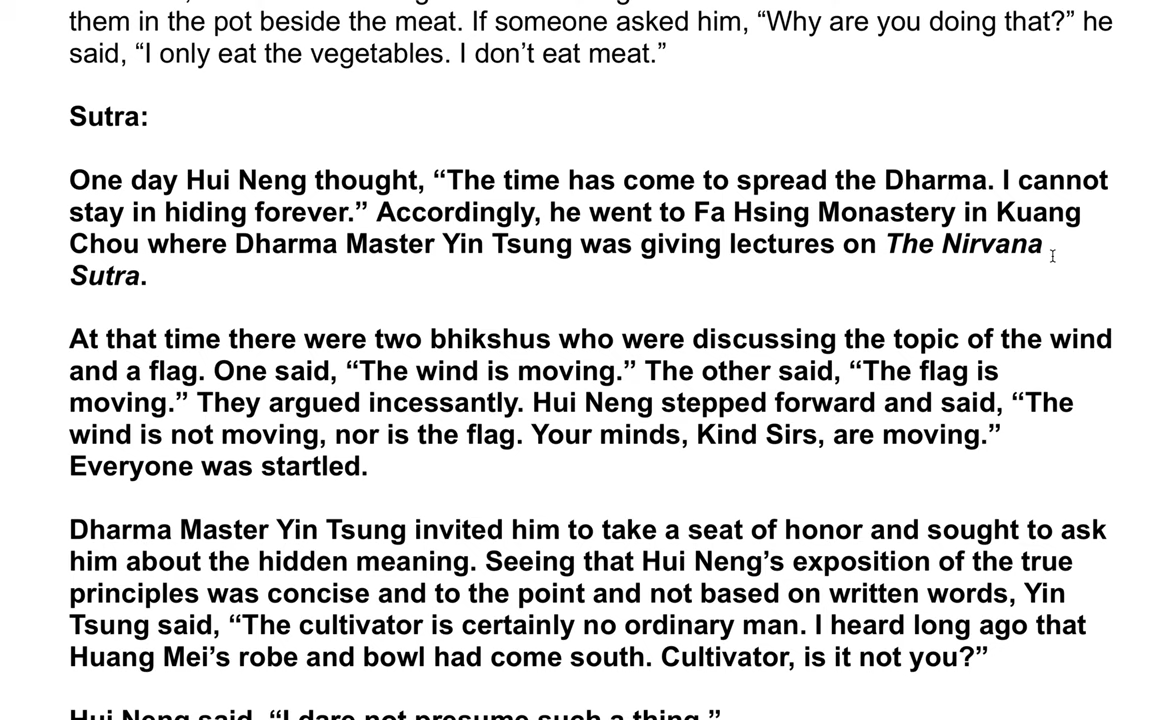 them in the pot beside the meat. If someone asked him, “Why are you doing that?” he
said, “I only eat the vegetables. I don’t eat meat.”
Sutra:
One day Hui Neng thought, “The time has come to spread the Dharma. I cannot
stay in hiding forever.” Accordingly, he went to Fa Hsing Monastery in Kuang
Chou where Dharma Master Yin Tsung was giving lectures on The Nirvana
Sutra.
At that time there were two bhikshus who were discussing the topic of the wind
and a flag. One said, “The wind is moving.” The other said, “The flag is
moving.” They argued incessantly. Hui Neng stepped forward and said, “The
wind is not moving, nor is the flag. Your minds, Kind Sirs, are moving.”
Everyone was startled.
Dharma Master Yin Tsung invited him to take a seat of honor and sought to ask
him about the hidden meaning. Seeing that Hui Neng’s exposition of the true
principles was concise and to the point and not based on written words, Yin
Tsung said, “The cultivator is certainly no ordinary man. I heard long ago that
Huang Mei’s robe and bowl had come south. Cultivator, is it not you?”
Hui Neng said, “I dare not presume such a thing.”